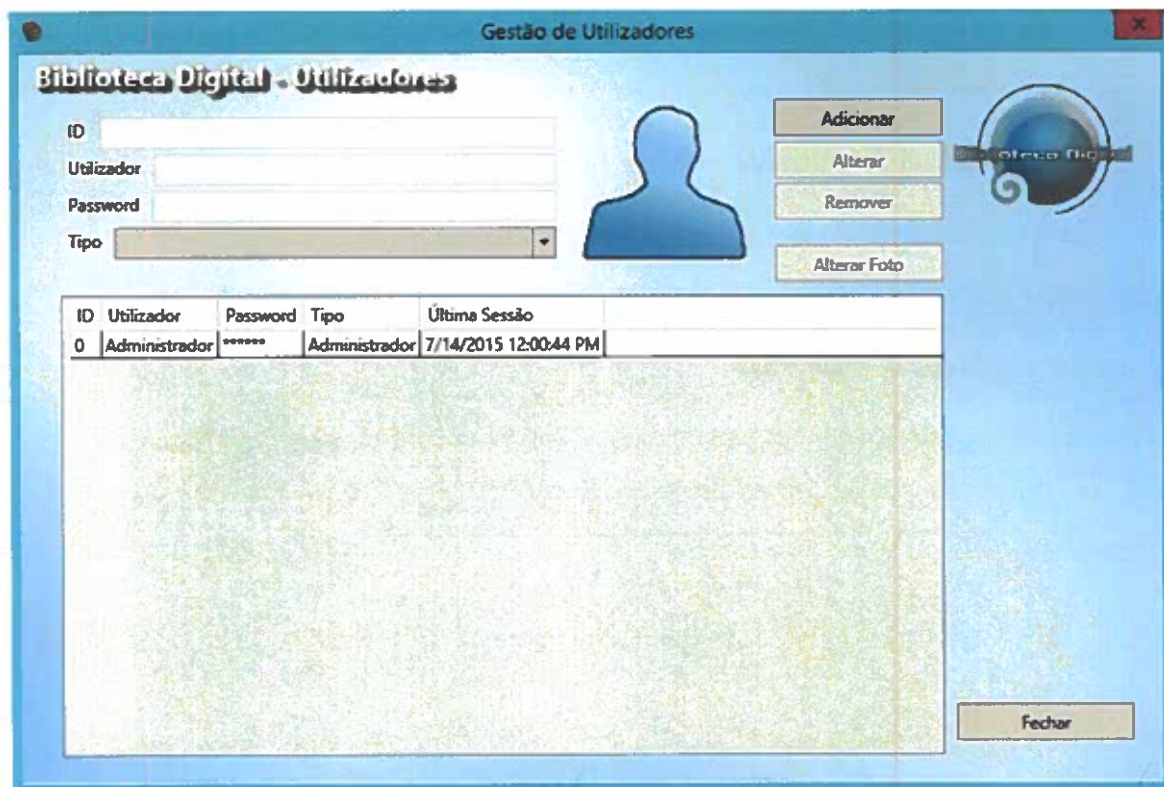 Gestão de Utilizadores
Biblioteca Digital - Utilizadores
ID
Utilizador
Password
Tipo
Adicionar
Alterar
Remover
Alterar Foto
ID Utilizador Password Tipo Última Sessão
0 Administrador ****** Administrador 7/14/2015 12:00:44 PM
Fechar